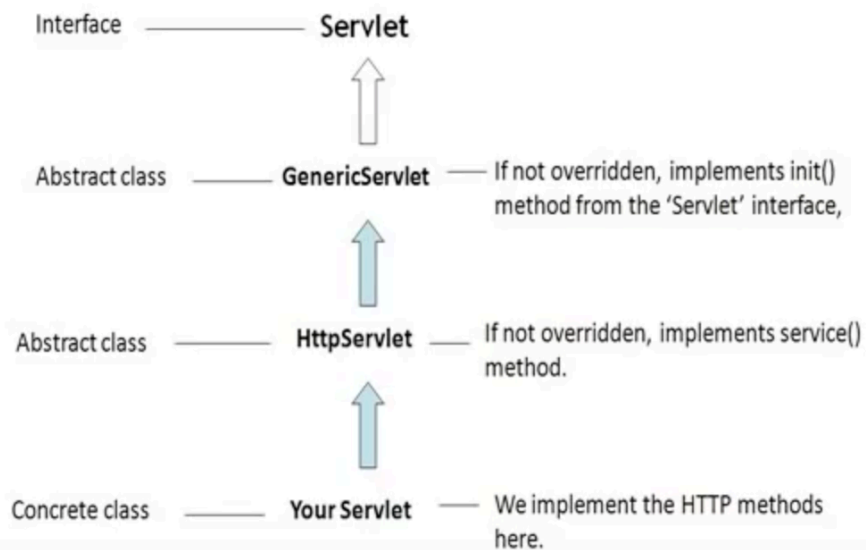 Interface Servlet
Abstract class GenericServlet If not overridden, implements init()
method from the ‘Servlet’ interface,
Abstract class HttpServlet If not overridden, implements service()
method.
Concrete class Your Servlet We implement the HTTP methods
here.